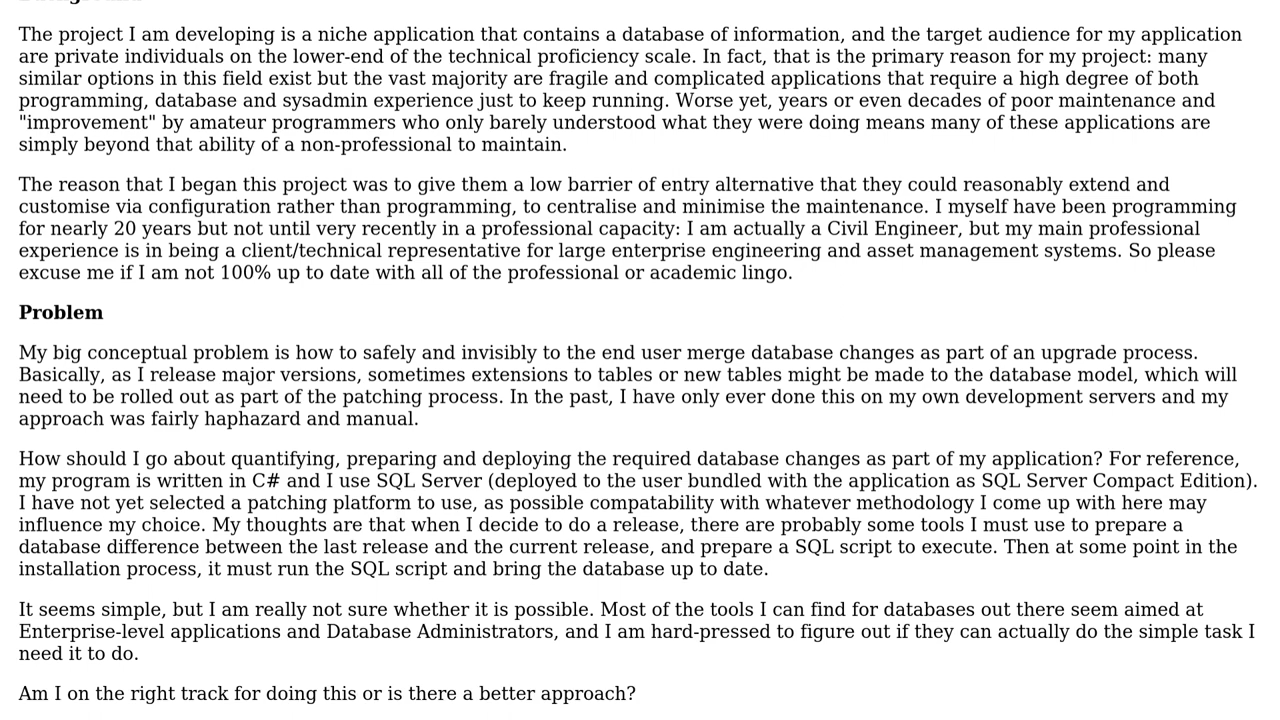 The project I am developing is a niche application that contains a database of information, and the target audience for my application
are private individuals on the lower-end of the technical proficiency scale. In fact, that is the primary reason for my project: many
similar options in this field exist but the vast majority are fragile and complicated applications that require a high degree of both
programming, database and sysadmin experience just to keep running. Worse yet, years or even decades of poor maintenance and
"improvement" by amateur programmers who only barely understood what they were doing means many of these applications are
simply beyond that ability of a non-professional to maintain.
The reason that I began this project was to give them a low barrier of entry alternative that they could reasonably extend and
customise via configuration rather than programming, to centralise and minimise the maintenance. I myself have been programming
for nearly 20 years but not until very recently in a professional capacity: I am actually a Civil Engineer, but my main professional
experience is in being a client/technical representative for large enterprise engineering and asset management systems. So please
excuse me if I am not 100% up to date with all of the professional or academic lingo.
Problem
My big conceptual problem is how to safely and invisibly to the end user merge database changes as part of an upgrade process.
Basically, as I release major versions, sometimes extensions to tables or new tables might be made to the database model, which will
need to be rolled out as part of the patching process. In the past, I have only ever done this on my own development servers and my
approach was fairly haphazard and manual.
How should I go about quantifying, preparing and deploying the required database changes as part of my application? For reference,
my program is written in C# and I use SQL Server (deployed to the user bundled with the application as SQL Server Compact Edition).
I have not yet selected a patching platform to use, as possible compatability with whatever methodology I come up with here may
influence my choice. My thoughts are that when I decide to do a release, there are probably some tools I must use to prepare a
database difference between the last release and the current release, and prepare a SQL script to execute. Then at some point in the
installation process, it must run the SQL script and bring the database up to date.
It seems simple, but I am really not sure whether it is possible. Most of the tools I can find for databases out there seem aimed at
Enterprise-level applications and Database Administrators, and I am hard-pressed to figure out if they can actually do the simple task I
need it to do.
Am I on the right track for doing this or is there a better approach?